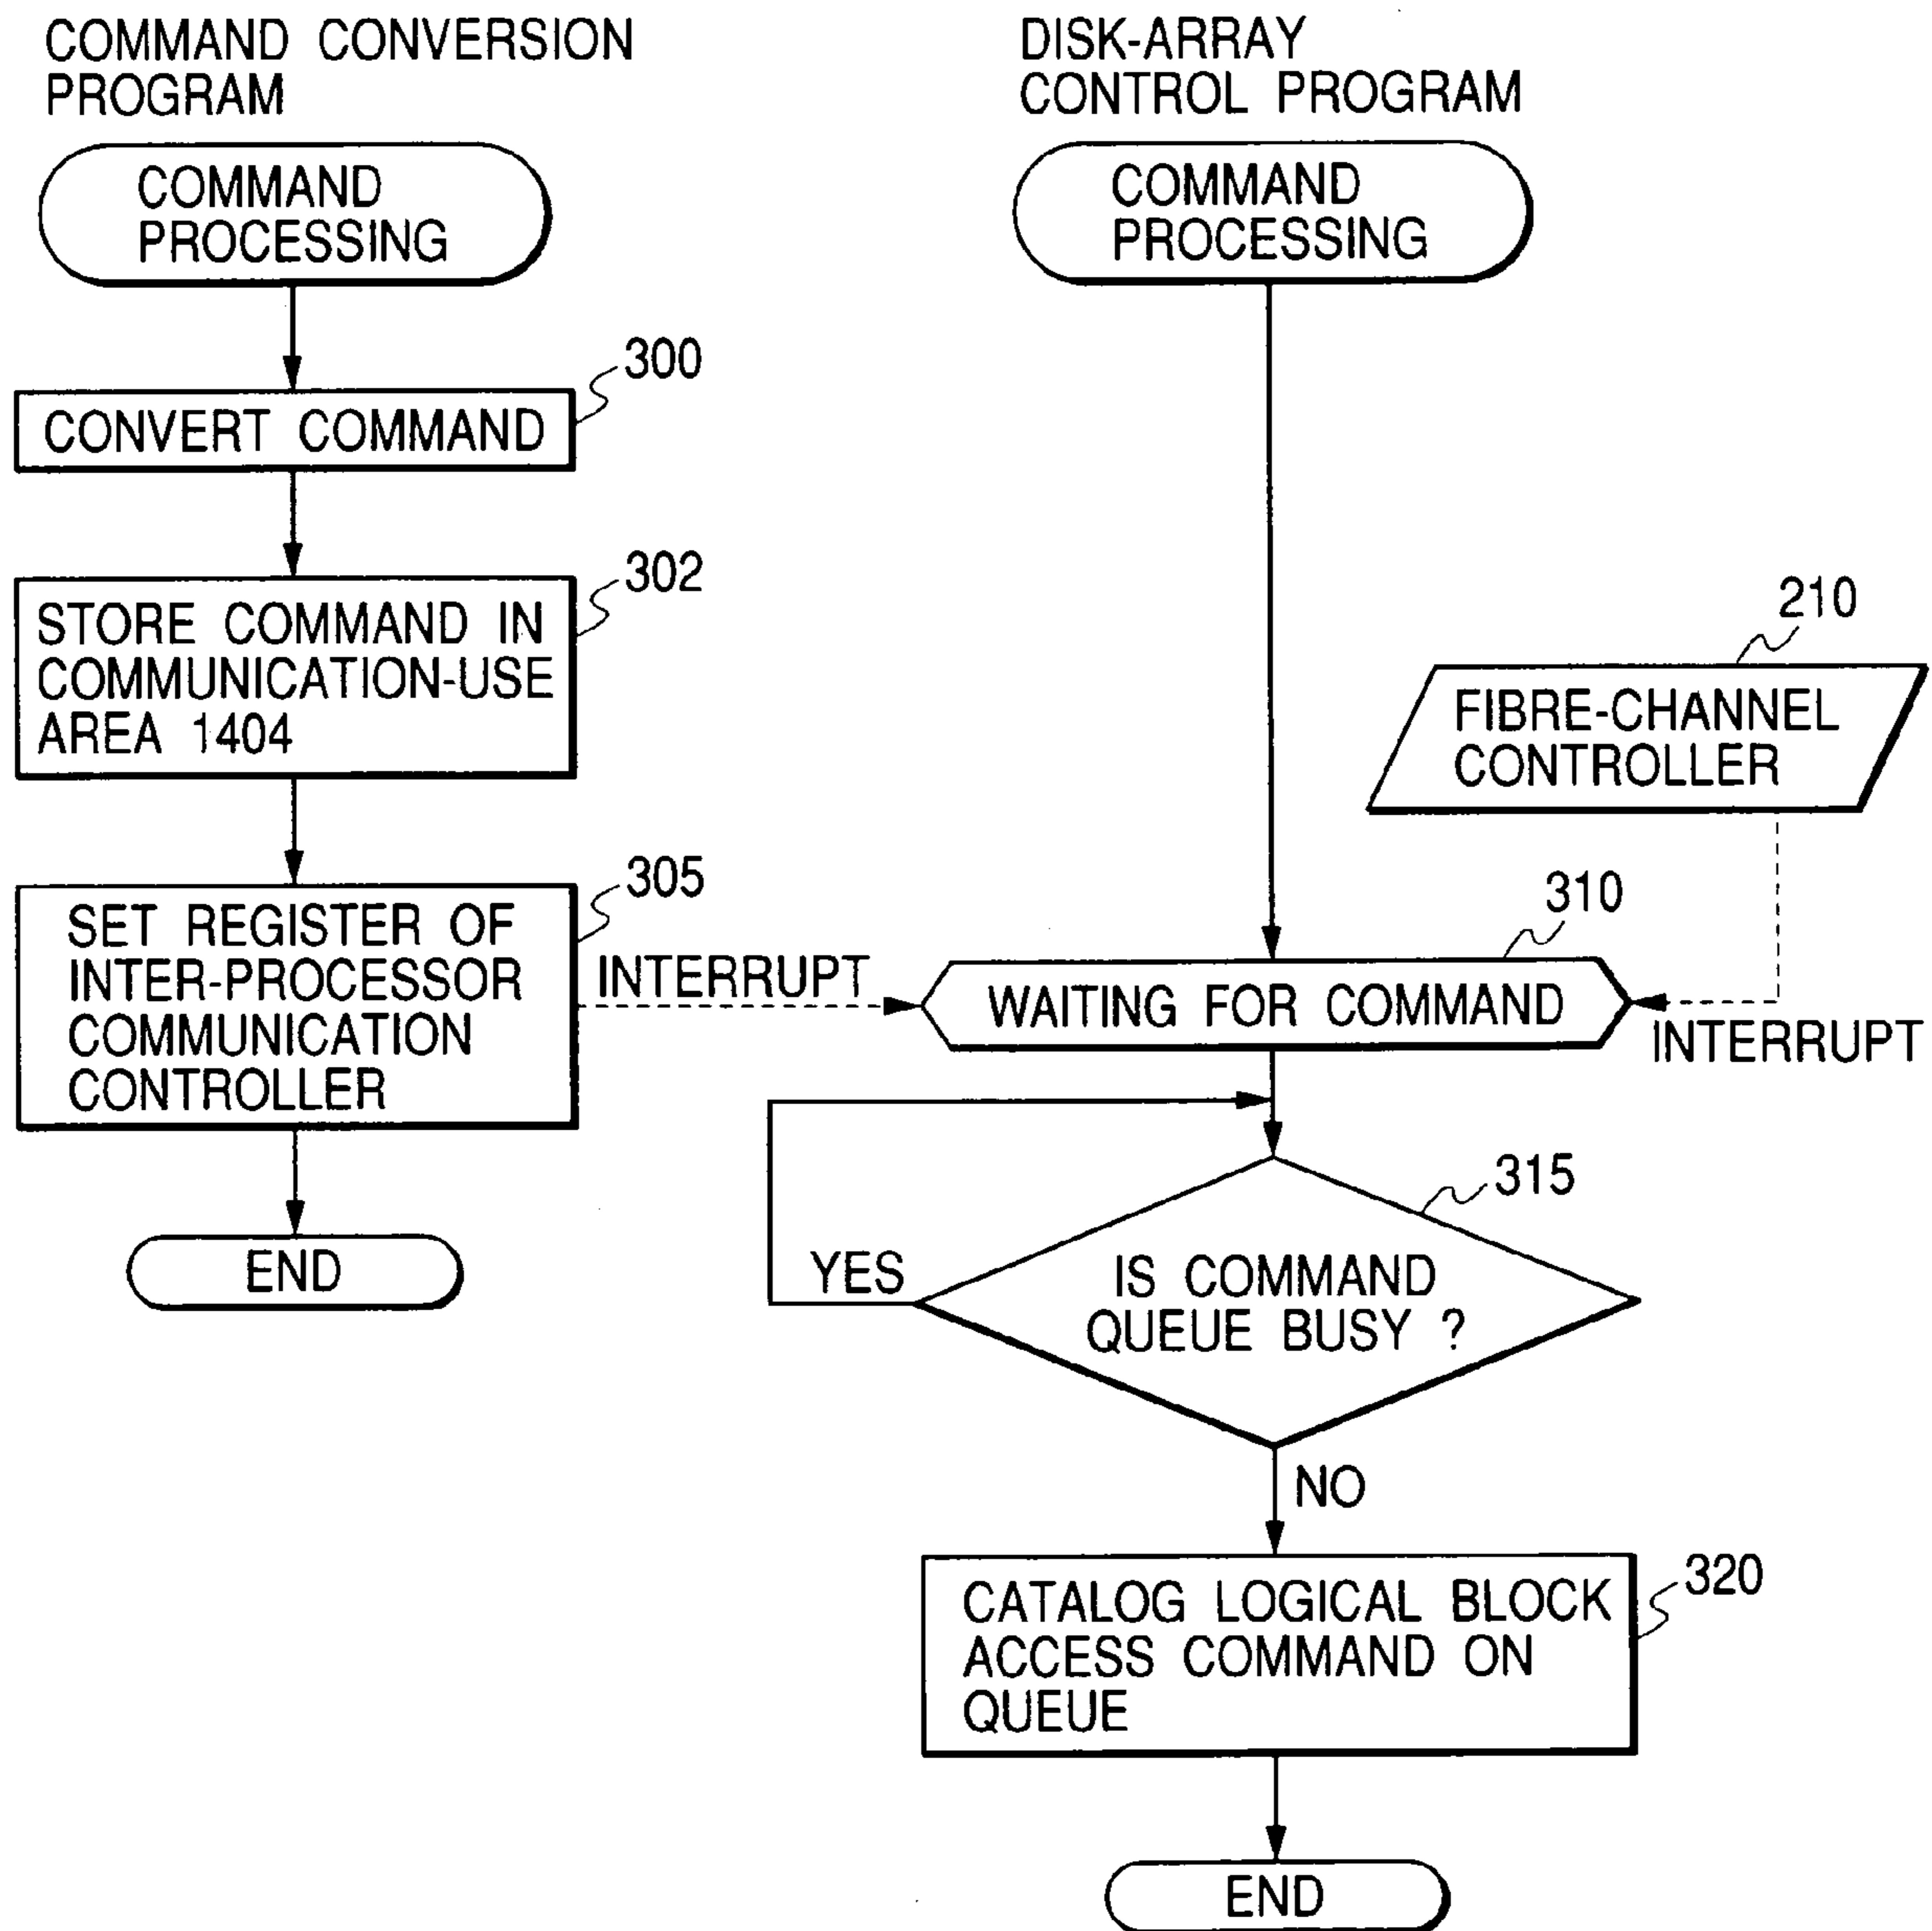 COMMAND CONVERSION
PROGRAM
COMMAND
PROCESSING
300
CONVERT COMMAND
302
STORE COMMAND IN
COMMUNICATION-USE
AREA 1404
305
SET REGISTER OF
INTER-PROCESSOR
COMMUNICATION
CONTROLLER
INTERRUPT
END
DISK-ARRAY
CONTROL PROGRAM
COMMAND
PROCESSING
210
FIBRE-CHANNEL
CONTROLLER
310
WAITING FOR COMMAND
INTERRUPT
315
YES
IS COMMAND
QUEUE BUSY ?
NO
320
CATALOG LOGICAL BLOCK
ACCESS COMMAND ON
QUEUE
END